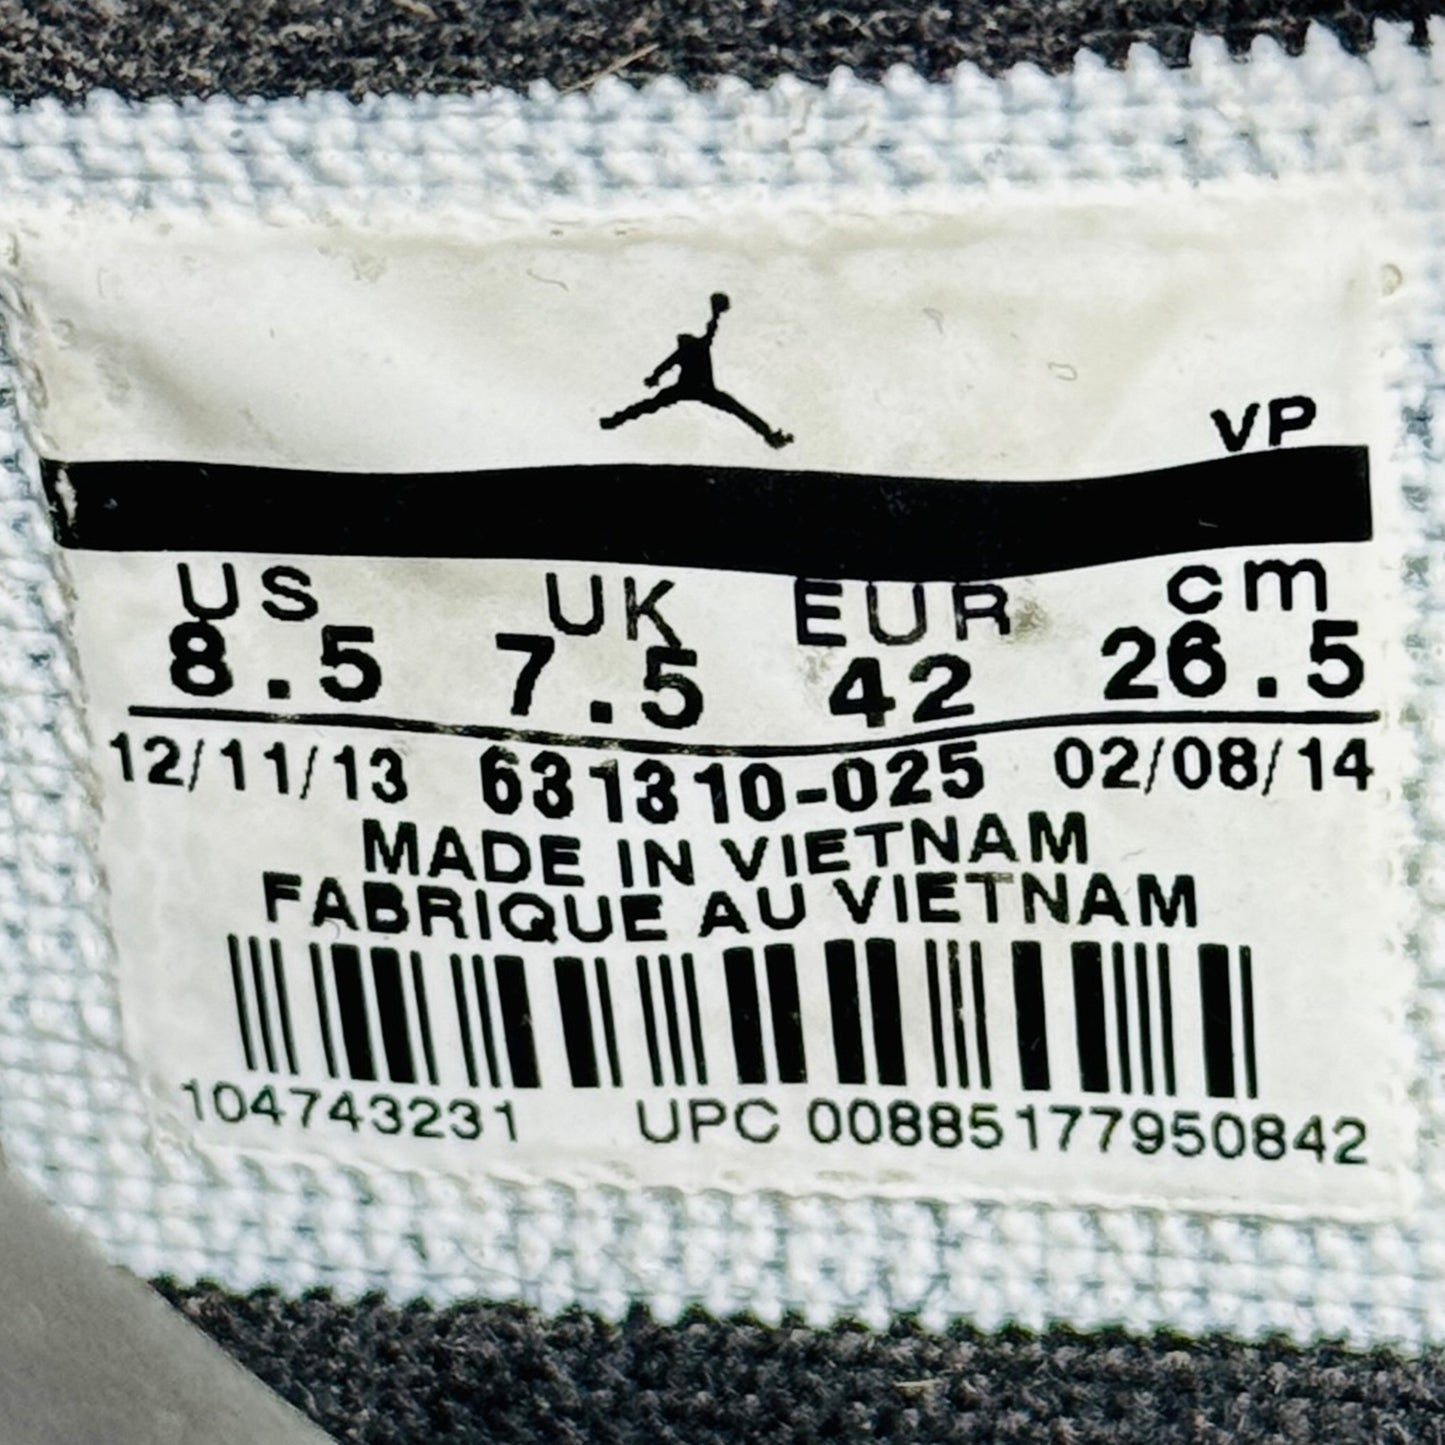 VP
US UK EUR cm
8.5 7.5 42 26.5
12/11/13 631310-025 02/08/14
MADE IN VIETNAM
FABRIQUE AU VIETNAM
104743231 UPC 00885177950842